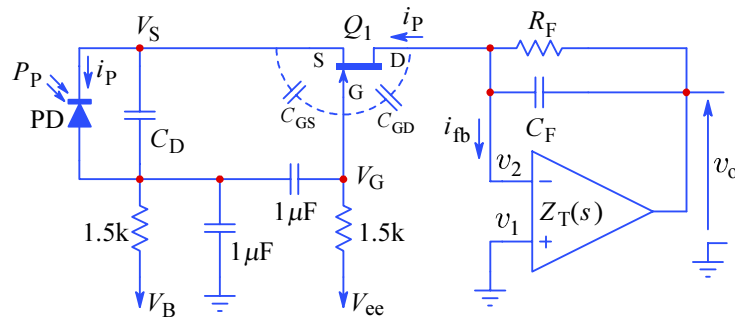 V_S
Q_1
i_P
R_F
S
D
P_P
i_P
G
PD
C_D
C_GS
C_GD
C_F
i_fb
v_2
−
v_o
V_G
1μF
Z_T(s)
v_1
+
1.5k
1μF
1.5k
V_B
V_ee